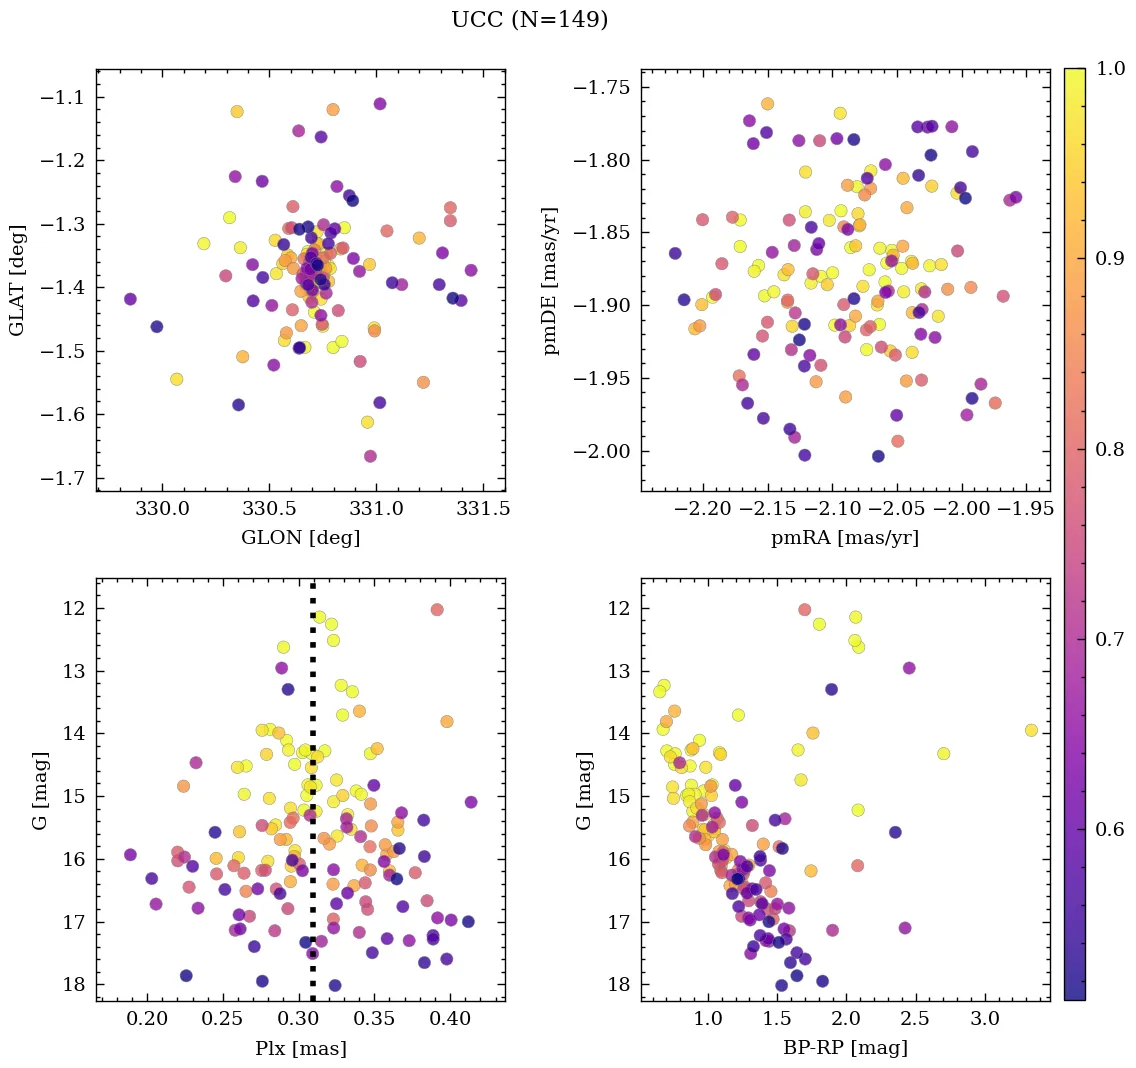 UCC (N=149)
−1.1
−1.2
−1.3
−1.4
−1.5
−1.6
−1.7
GLAT [deg]
330.0 330.5 331.0 331.5
GLON [deg]
−1.75
−1.80
−1.85
−1.90
−1.95
−2.00
pmDE [mas/yr]
−2.20 −2.15 −2.10 −2.05 −2.00 −1.95
pmRA [mas/yr]
12
13
14
15
16
17
18
G [mag]
0.20 0.25 0.30 0.35 0.40
Plx [mas]
12
13
14
15
16
17
18
G [mag]
1.0 1.5 2.0 2.5 3.0
BP-RP [mag]
1.0
0.9
0.8
0.7
0.6